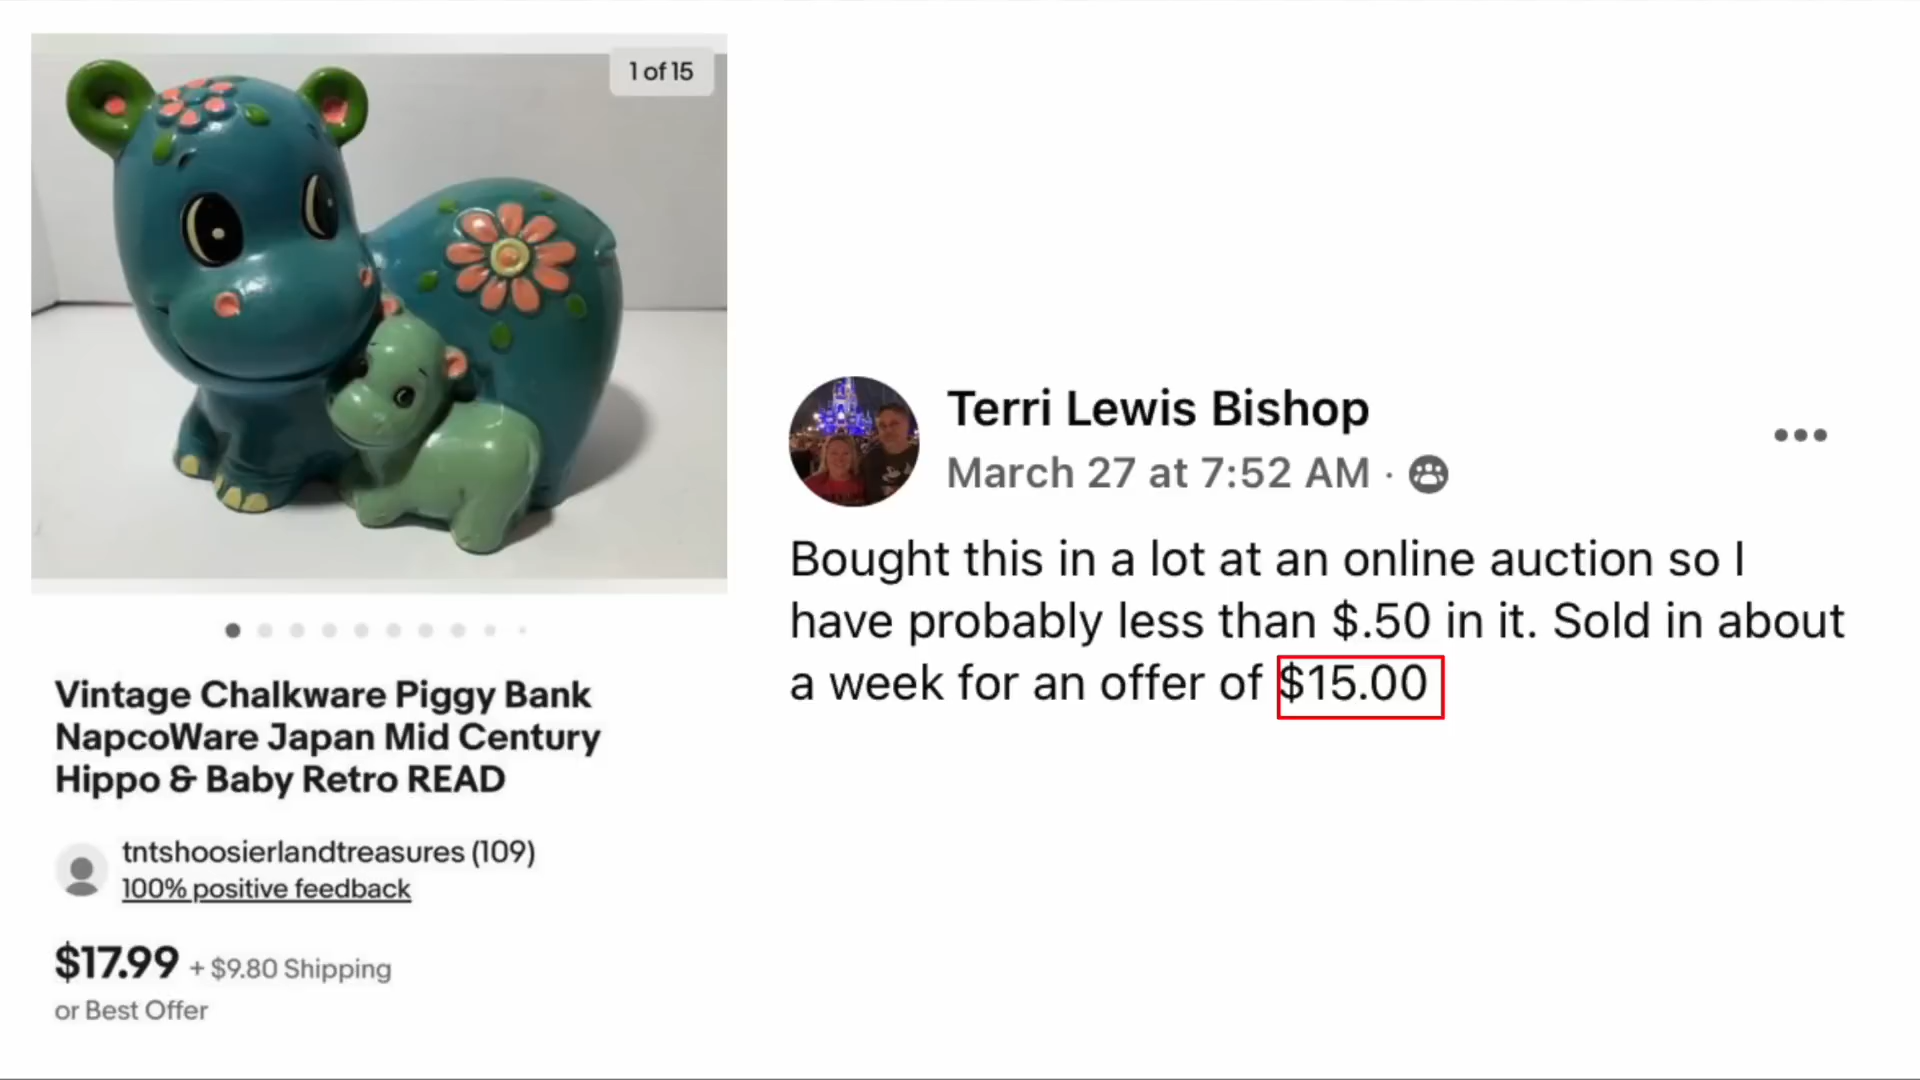 1 of 15
Vintage Chalkware Piggy Bank
NapcoWare Japan Mid Century
Hippo & Baby Retro READ
tntshoosierlandtreasures (109)
100% positive feedback
$17.99 + $9.80 Shipping
or Best Offer
Terri Lewis Bishop
March 27 at 7:52 AM ·
Bought this in a lot at an online auction so I
have probably less than $.50 in it. Sold in about
a week for an offer of $15.00